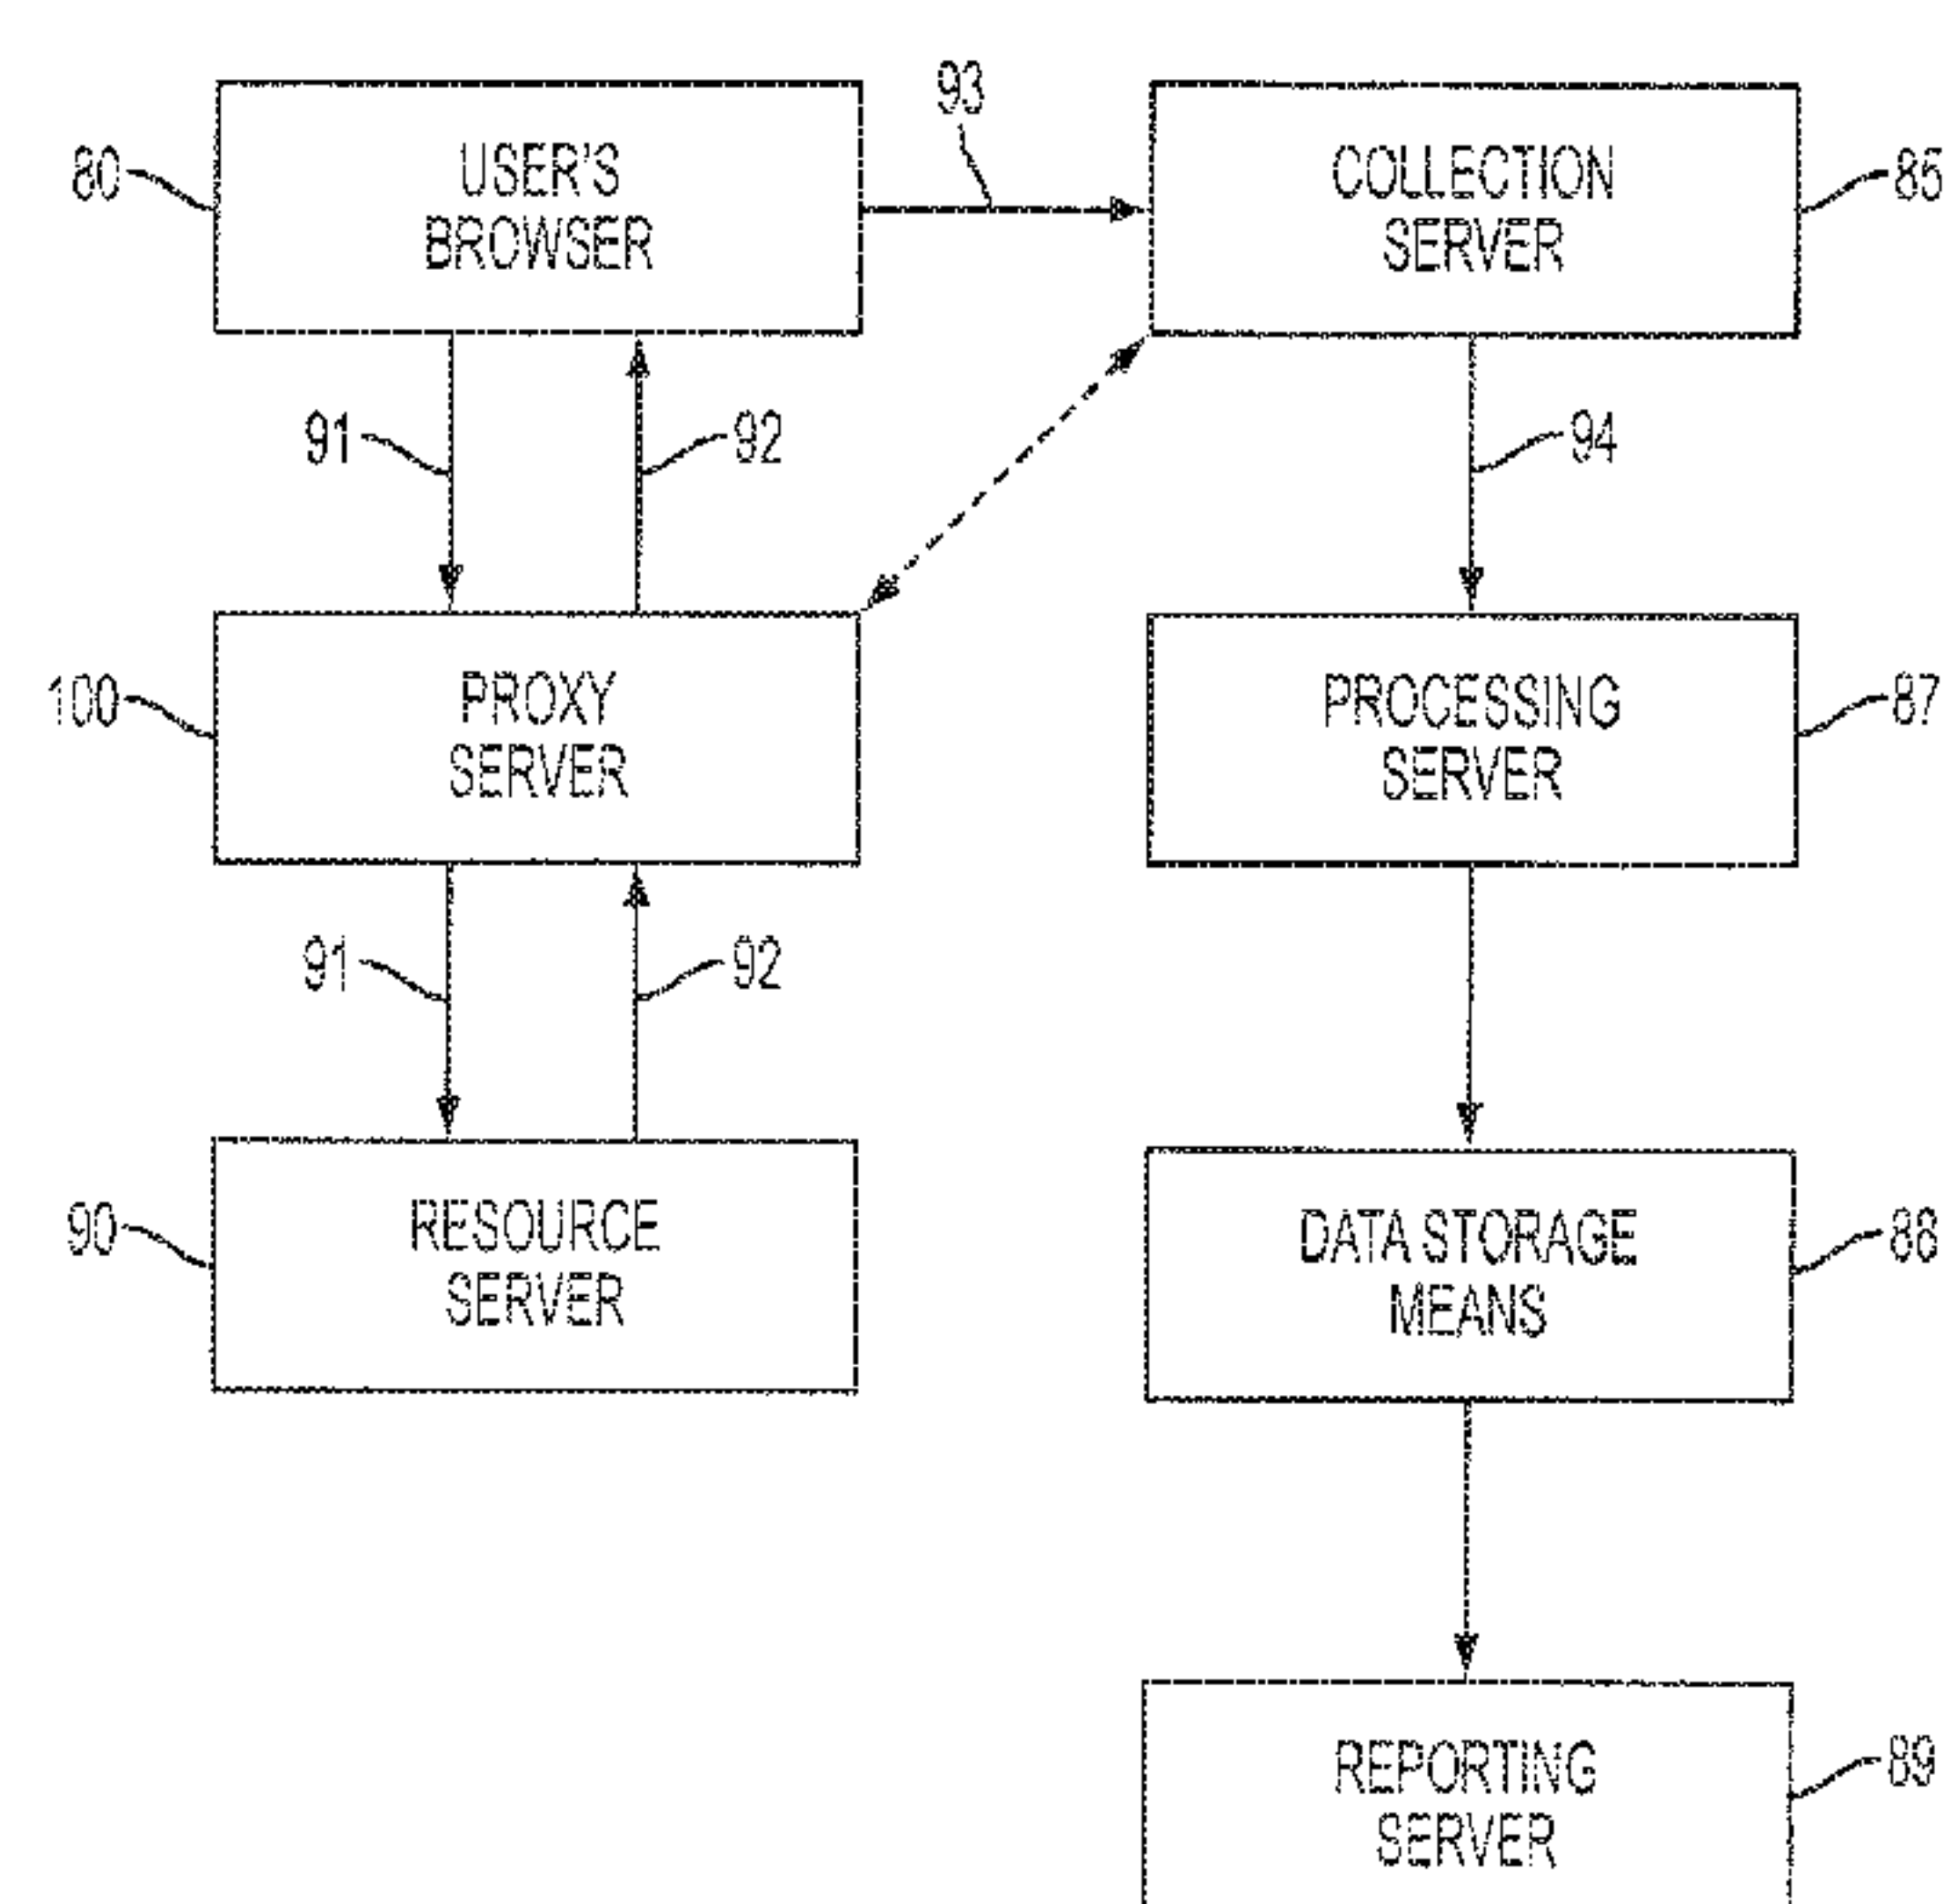 93
80
USER'S
BROWSER
COLLECTION
SERVER
85
91
92
94
100
PROXY
SERVER
PROCESSING
SERVER
87
91
92
90
RESOURCE
SERVER
DATA STORAGE
MEANS
88
REPORTING
SERVER
89